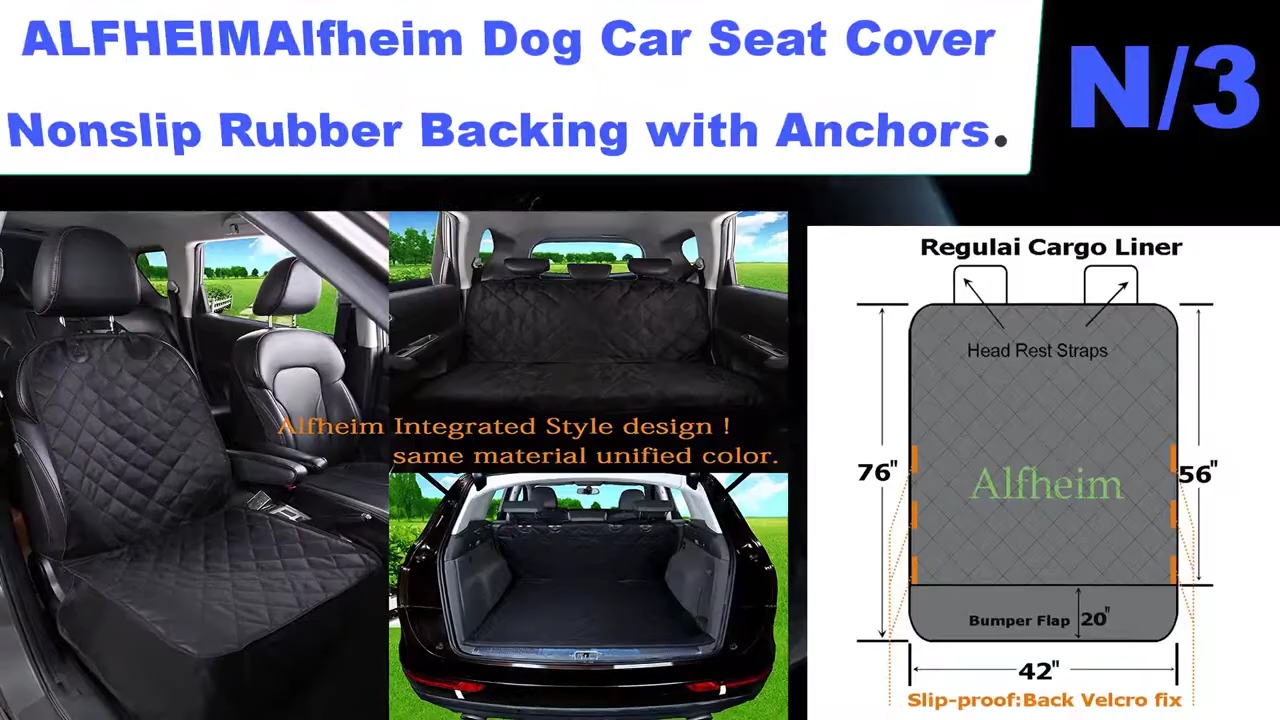 ALFHEIMAlfheim Dog Car Seat Cover
Nonslip Rubber Backing with Anchors.
N/3
Alfheim Integrated Style design !
same material unified color.
Regulai Cargo Liner
Head Rest Straps
76"
Alfheim
56"
Bumper Flap 20"
42"
Slip-proof:Back Velcro fix